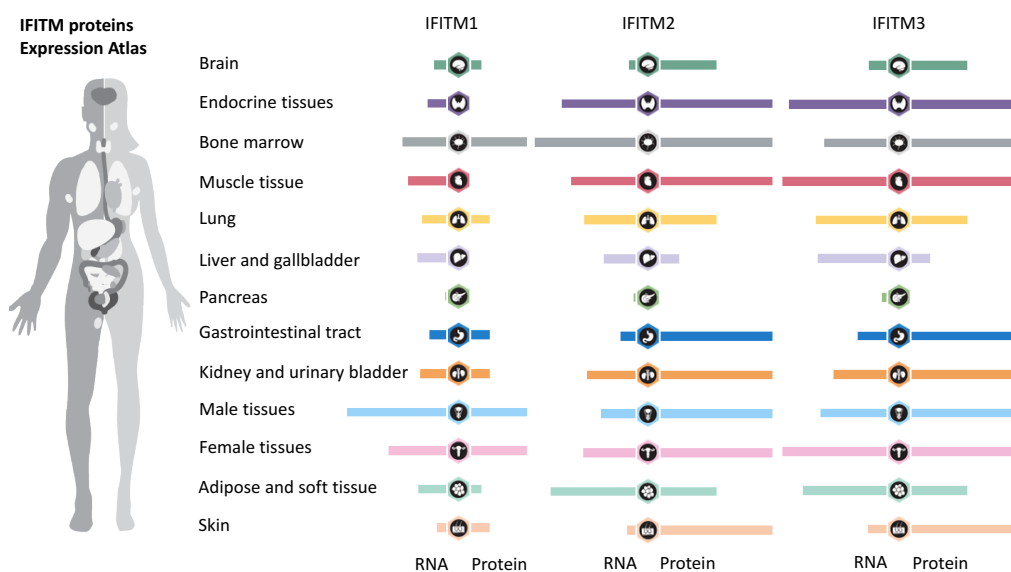 IFITM proteins
Expression Atlas
IFITM1 IFITM2 IFITM3
Brain
Endocrine tissues
Bone marrow
Muscle tissue
Lung
Liver and gallbladder
Pancreas
Gastrointestinal tract
Kidney and urinary bladder
Male tissues
Female tissues
Adipose and soft tissue
Skin
RNA Protein RNA Protein RNA Protein